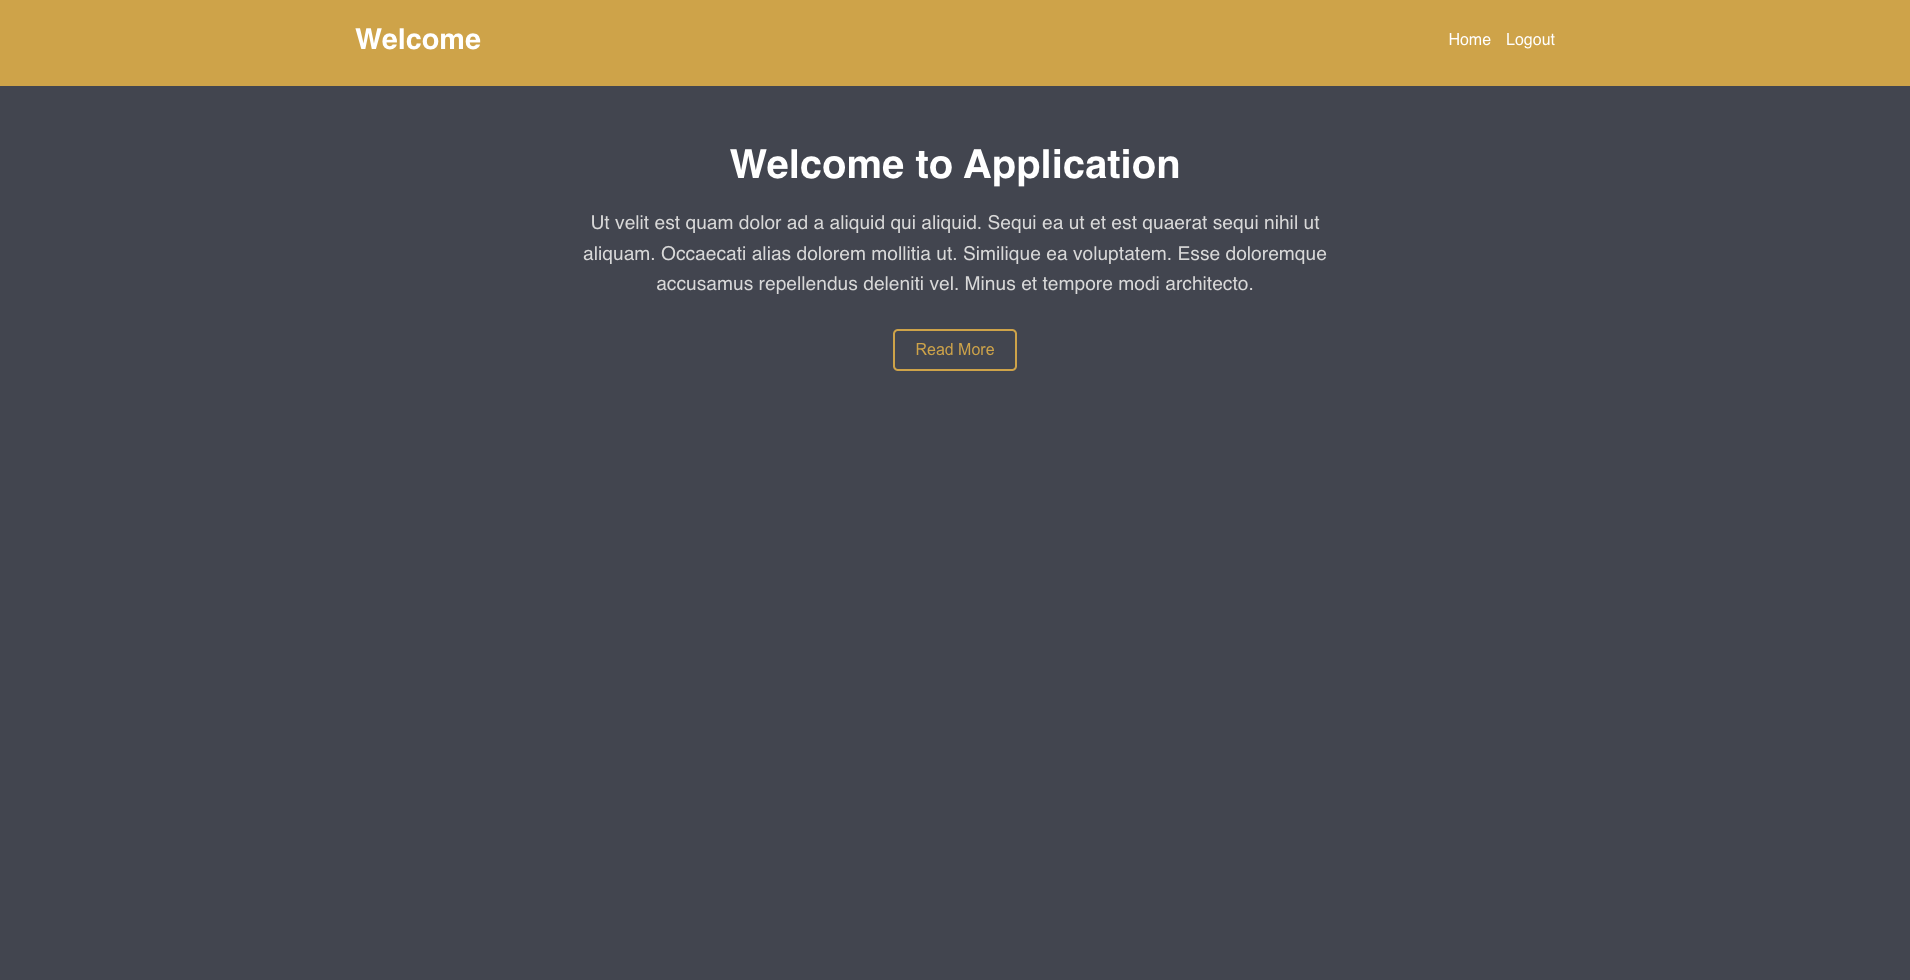 Welcome
Home Logout
Welcome to Application
Ut velit est quam dolor ad a aliquid qui aliquid. Sequi ea ut et est quaerat sequi nihil ut
aliquam. Occaecati alias dolorem mollitia ut. Similique ea voluptatem. Esse doloremque
accusamus repellendus deleniti vel. Minus et tempore modi architecto.
Read More